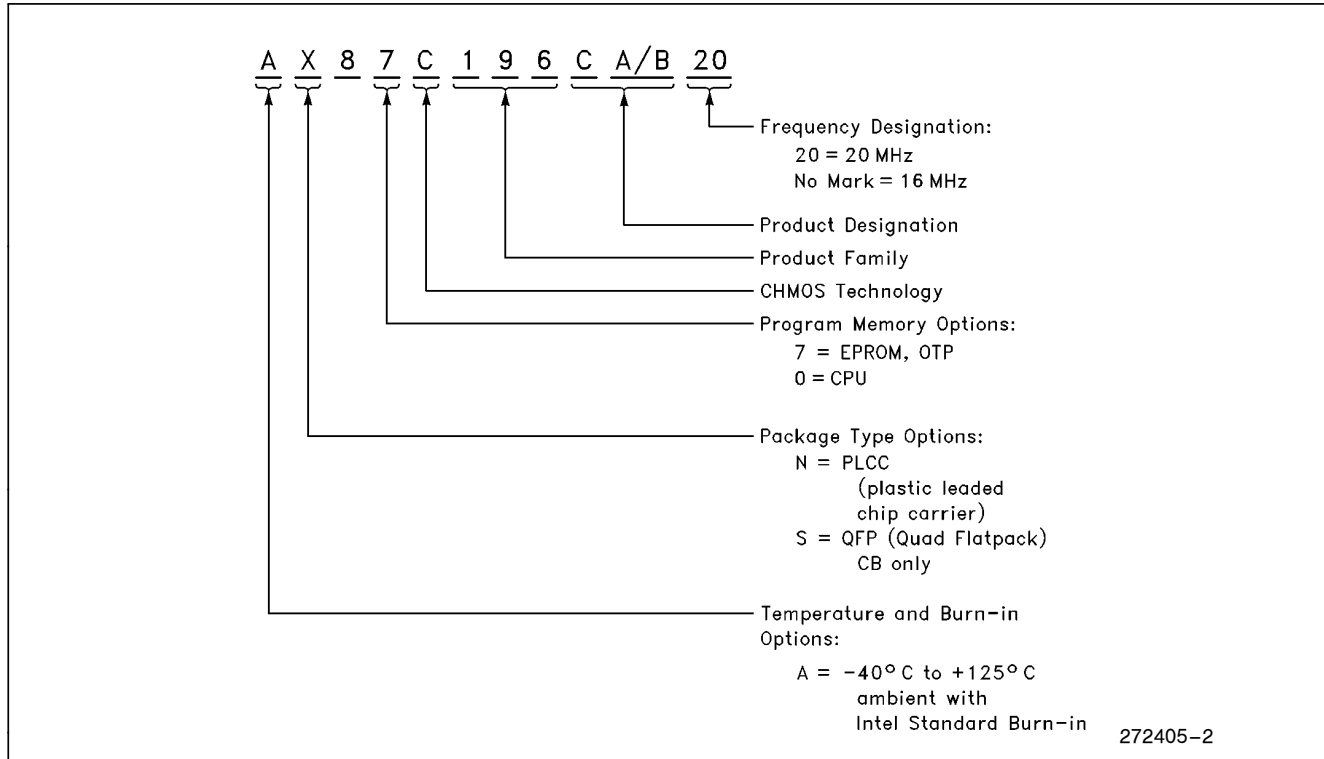 A X 8 7 C 1 9 6 C A/B 20
Frequency Designation:
20 = 20 MHz
No Mark = 16 MHz
Product Designation
Product Family
CHMOS Technology
Program Memory Options:
7 = EPROM, OTP
0 = CPU
Package Type Options:
N = PLCC
(plastic leaded
chip carrier)
S = QFP (Quad Flatpack)
CB only
Temperature and Burn-in
Options:
A = -40° C to +125° C
ambient with
Intel Standard Burn-in
272405-2